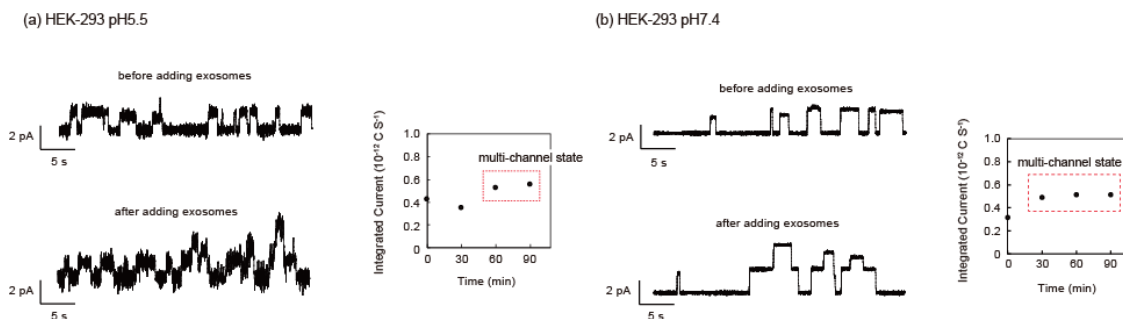 (a) HEK-293 pH5.5
before adding exosomes
2 pA
5 s
after adding exosomes
2 pA
5 s
Integrated Current (10⁻¹² C S⁻¹)
1.0
0.8
0.6
0.4
0.2
0
multi-channel state
0 30 60 90
Time (min)
(b) HEK-293 pH7.4
before adding exosomes
2 pA
5 s
after adding exosomes
2 pA
5 s
Integrated Current (10⁻¹² C S⁻¹)
1.0
0.8
0.6
0.4
0.2
0
multi-channel state
0 30 60 90
Time (min)